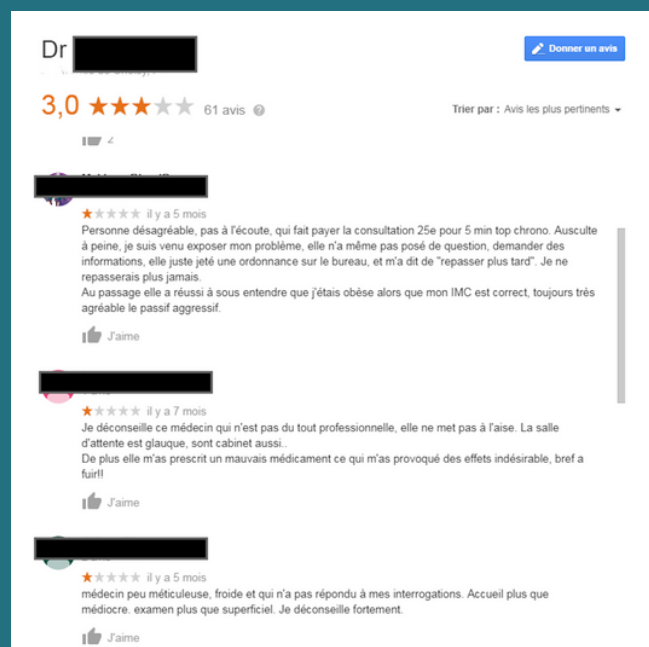 Dr
Donner un avis
3,0 61 avis
Trier par : Avis les plus pertinents
2
il y a 5 mois
Personne désagréable, pas à l'écoute, qui fait payer la consultation 25e pour 5 min top chrono. Ausculte
à peine, je suis venu exposer mon problème, elle n'a même pas posé de question, demander des
informations, elle juste jeté une ordonnance sur le bureau, et m'a dit de "repasser plus tard". Je ne
repasserais plus jamais.
Au passage elle a réussi à sous entendre que j'étais obèse alors que mon IMC est correct, toujours très
agréable le passif aggressif.
J'aime
il y a 7 mois
Je déconseille ce médecin qui n'est pas du tout professionnelle, elle ne met pas à l'aise. La salle
d'attente est glauque, sont cabinet aussi..
De plus elle m'as prescrit un mauvais médicament ce qui m'as provoqué des effets indésirable, bref a
fuir!!
J'aime
il y a 5 mois
médecin peu méticuleuse, froide et qui n'a pas répondu à mes interrogations. Accueil plus que
médiocre. examen plus que superficiel. Je déconseille fortement.
J'aime